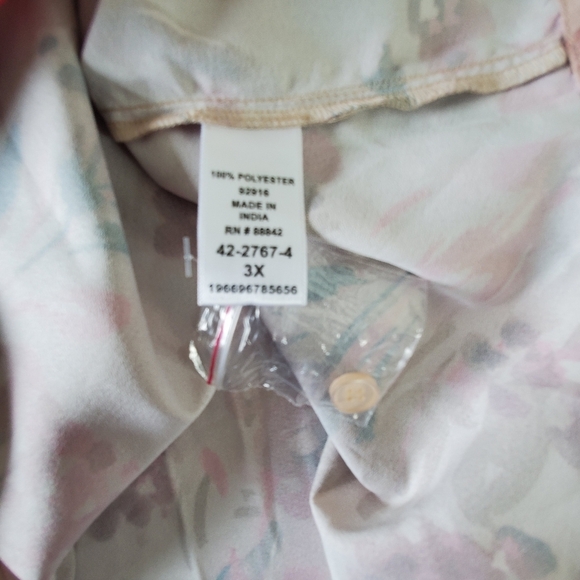 100% POLYESTER
92916
MADE IN
INDIA
RN # 88842
42-2767-4
3X
196696785656